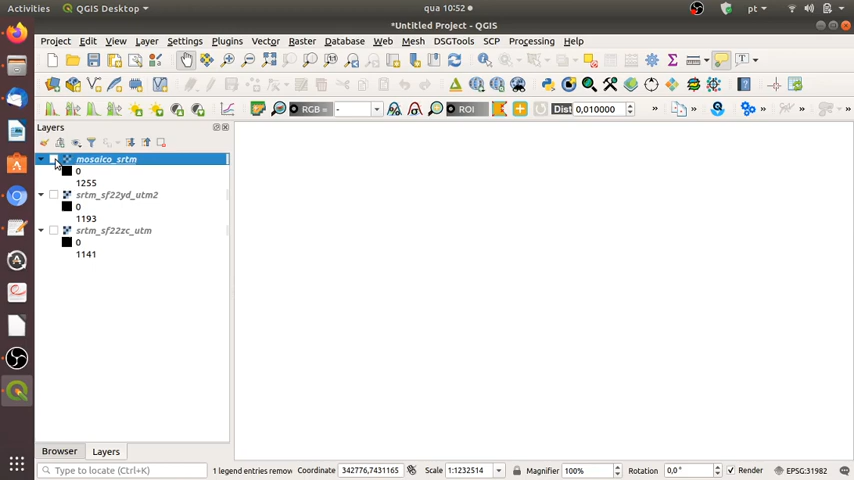 Activities QGIS Desktop qua 10:52 pt
*Untitled Project - QGIS
Project Edit View Layer Settings Plugins Vector Raster Database Web Mesh DSGTools SCP Processing Help
RGB = - ROI Dist 0,010000 » » »
Layers
mosaico_srtm
0
1255
srtm_sf22yd_utm2
0
1193
srtm_sf22zc_utm
0
1141
Browser Layers
Type to locate (Ctrl+K) 1 legend entries remov Coordinate 342776,7431165 Scale 1:1232514 Magnifier 100% Rotation 0,0° Render EPSG:31982